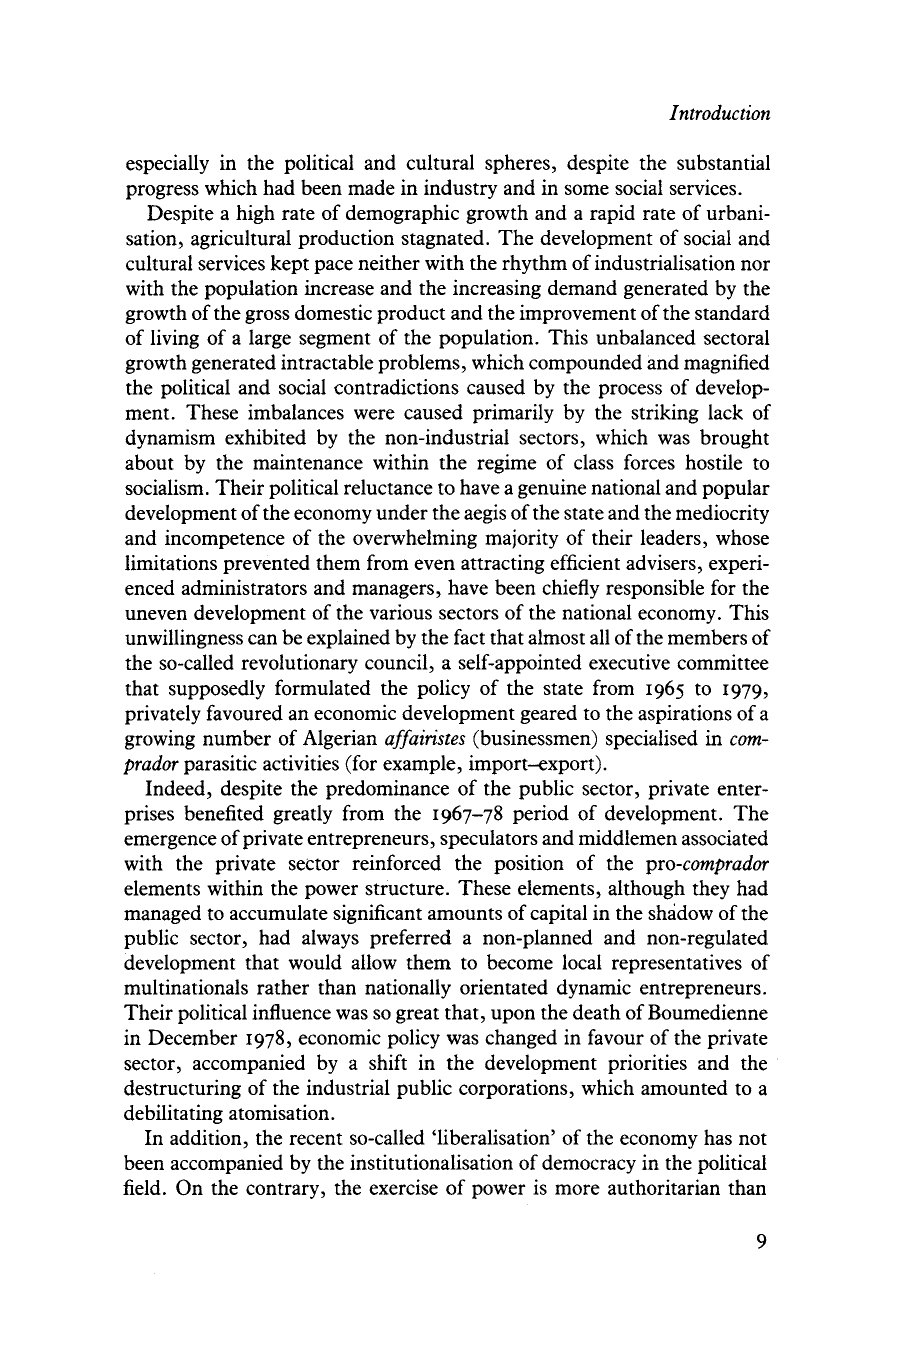 Introduction
especially in the political and cultural spheres, despite the substantial
progress which had been made in industry and in some social services.
Despite a high rate of demographic growth and a rapid rate of urbani-
sation, agricultural production stagnated. The development of social and
cultural services kept pace neither with the rhythm of industrialisation nor
with the population increase and the increasing demand generated by the
growth of the gross domestic product and the improvement of the standard
of living of a large segment of the population. This unbalanced sectoral
growth generated intractable problems, which compounded and magnified
the political and social contradictions caused by the process of develop-
ment. These imbalances were caused primarily by the striking lack of
dynamism exhibited by the non-industrial sectors, which was brought
about by the maintenance within the regime of class forces hostile to
socialism. Their political reluctance to have a genuine national and popular
development of the economy under the aegis of the state and the mediocrity
and incompetence of the overwhelming majority of their leaders, whose
limitations prevented them from even attracting efficient advisers, experi-
enced administrators and managers, have been chiefly responsible for the
uneven development of the various sectors of the national economy. This
unwillingness can be explained by the fact that almost all of the members of
the so-called revolutionary council, a self-appointed executive committee
that supposedly formulated the policy of the state from 1965 to 1979,
privately favoured an economic development geared to the aspirations of a
growing number of Algerian affairistes (businessmen) specialised in com-
prador parasitic activities (for example, import–export).
Indeed, despite the predominance of the public sector, private enter-
prises benefited greatly from the 1967–78 period of development. The
emergence of private entrepreneurs, speculators and middlemen associated
with the private sector reinforced the position of the pro-comprador
elements within the power structure. These elements, although they had
managed to accumulate significant amounts of capital in the shadow of the
public sector, had always preferred a non-planned and non-regulated
development that would allow them to become local representatives of
multinationals rather than nationally orientated dynamic entrepreneurs.
Their political influence was so great that, upon the death of Boumedienne
in December 1978, economic policy was changed in favour of the private
sector, accompanied by a shift in the development priorities and the
destructuring of the industrial public corporations, which amounted to a
debilitating atomisation.
In addition, the recent so-called ‘liberalisation’ of the economy has not
been accompanied by the institutionalisation of democracy in the political
field. On the contrary, the exercise of power is more authoritarian than
9